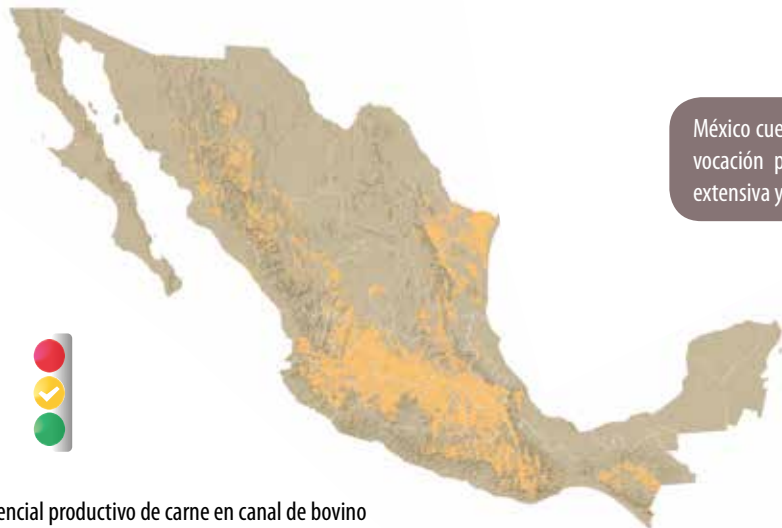 México cue
vocación p
extensiva y
encial productivo de carne en canal de bovino